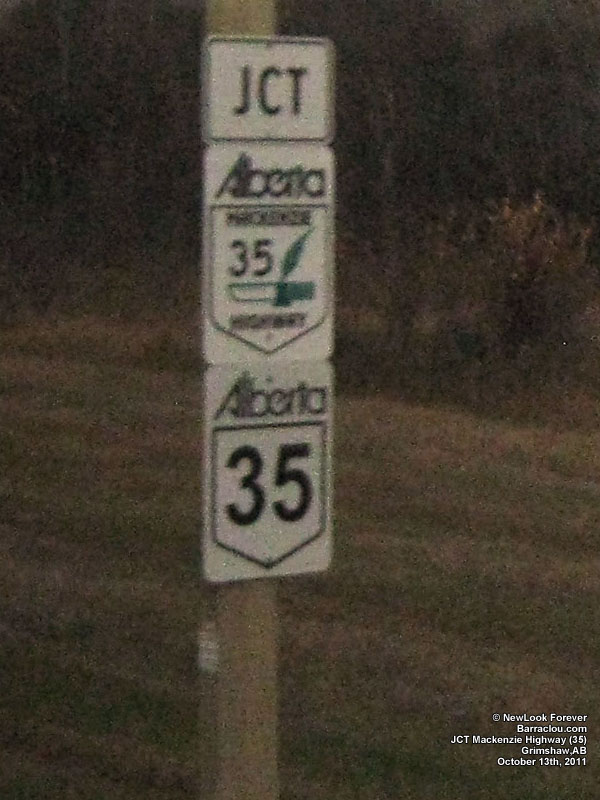 JCT
Alberta
MACKENZIE
35
HIGHWAY
Alberta
35
© NewLook Forever
Barraclou.com
JCT Mackenzie Highway (35)
Grimshaw,AB
October 13th, 2011